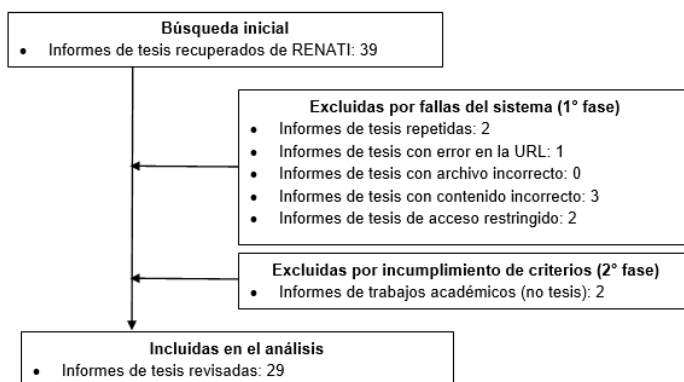 Búsqueda inicial
• Informes de tesis recuperados de RENATI: 39
Excluidas por fallas del sistema (1° fase)
• Informes de tesis repetidas: 2
• Informes de tesis con error en la URL: 1
• Informes de tesis con archivo incorrecto: 0
• Informes de tesis con contenido incorrecto: 3
• Informes de tesis de acceso restringido: 2
Excluidas por incumplimiento de criterios (2° fase)
• Informes de trabajos académicos (no tesis): 2
Incluidas en el análisis
• Informes de tesis revisadas: 29